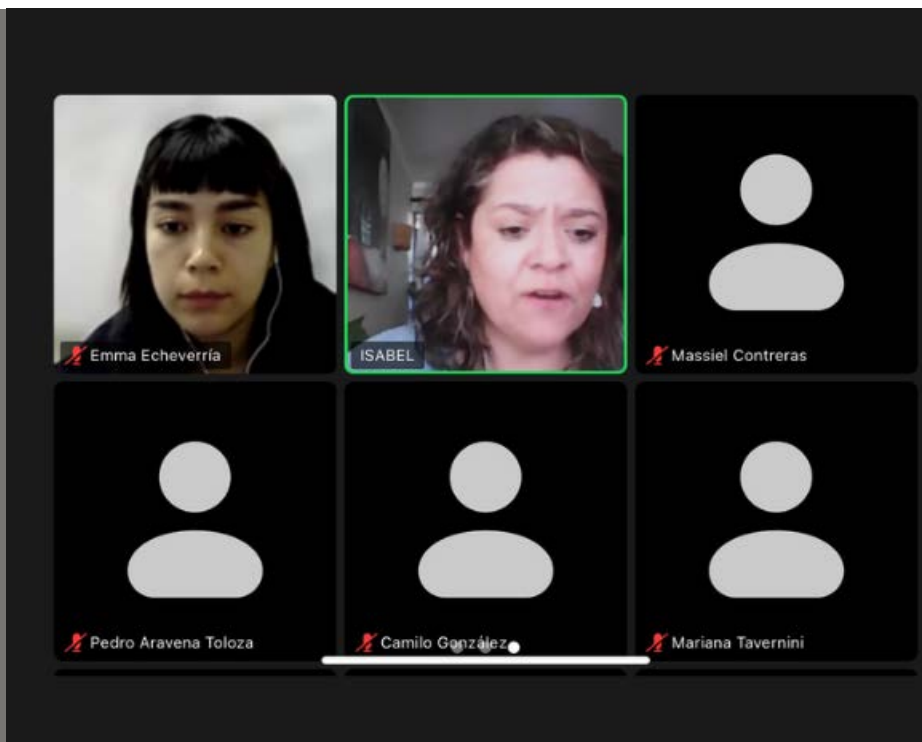 Emma Echeverría
ISABEL
Massiel Contreras
Pedro Aravena Toloza
Camilo González
Mariana Tavernini